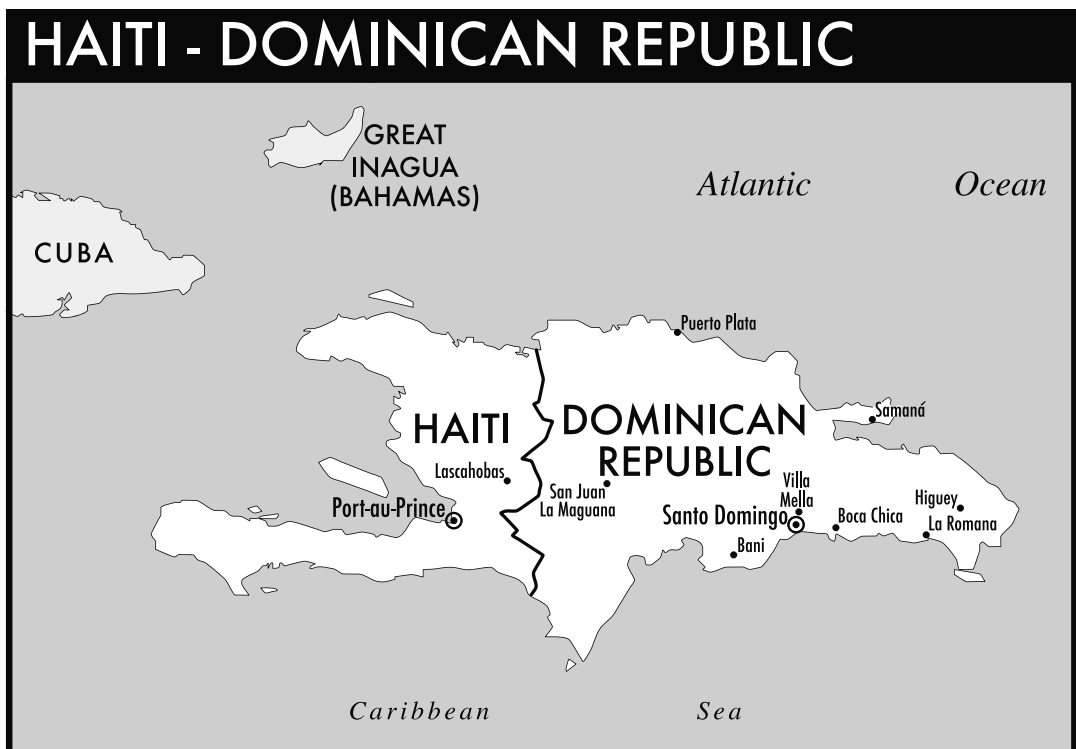 HAITI - DOMINICAN REPUBLIC
GREAT
INAGUA
(BAHAMAS)
Atlantic Ocean
CUBA
Puerto Plata
HAITI
DOMINICAN
REPUBLIC
Samaná
Lascahobas
San Juan
La Maguana
Villa
Mella
Higuey
Port-au-Prince
Santo Domingo
Boca Chica
La Romana
Bani
Caribbean Sea